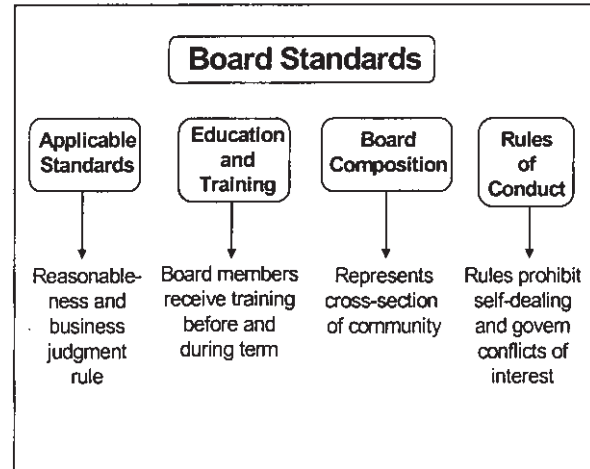 Board Standards
Applicable
Standards
Education
and
Training
Board
Composition
Rules
of
Conduct
Reasonable-
ness and
business
judgment
rule
Board members
receive training
before and
during term
Represents
cross-section
of community
Rules prohibit
self-dealing
and govern
conflicts of
interest